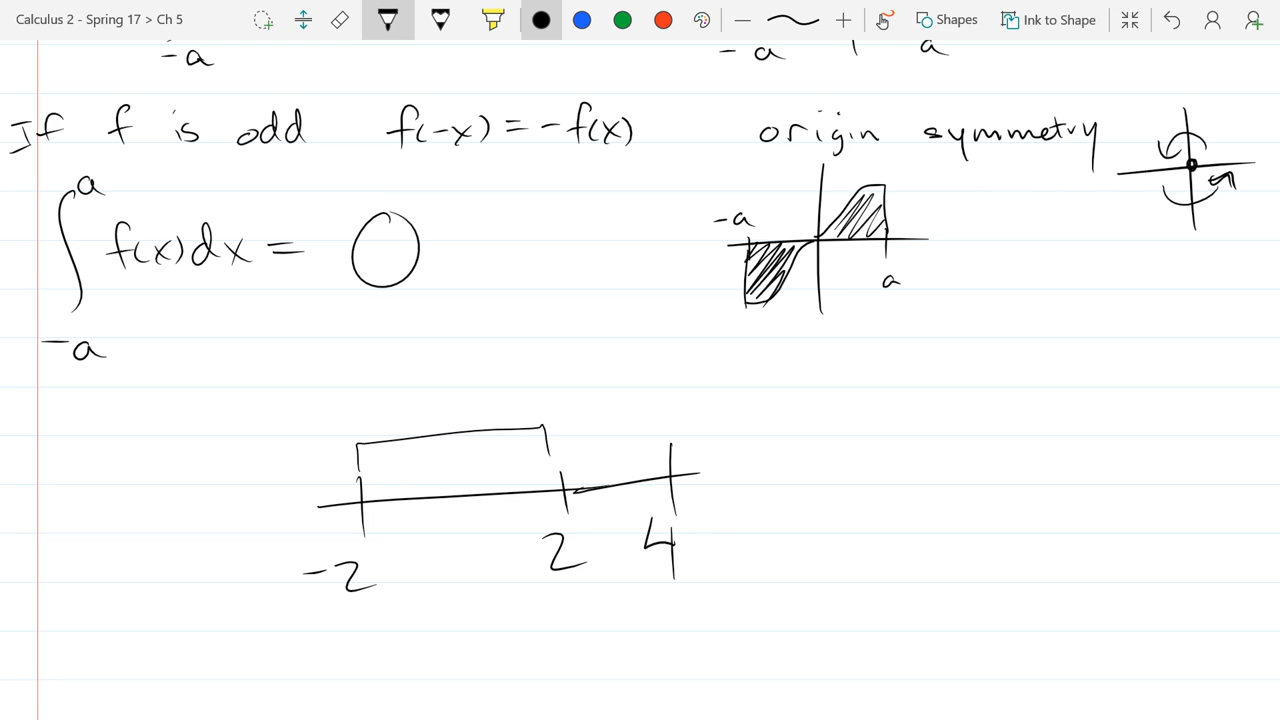 Calculus 2 - Spring 17 > Ch 5
Shapes
Ink to Shape
-a
-a a
If f is odd f(-x) = -f(x) origin symmetry
∫ a -a f(x)dx = 0
-a
a
-2 2 4